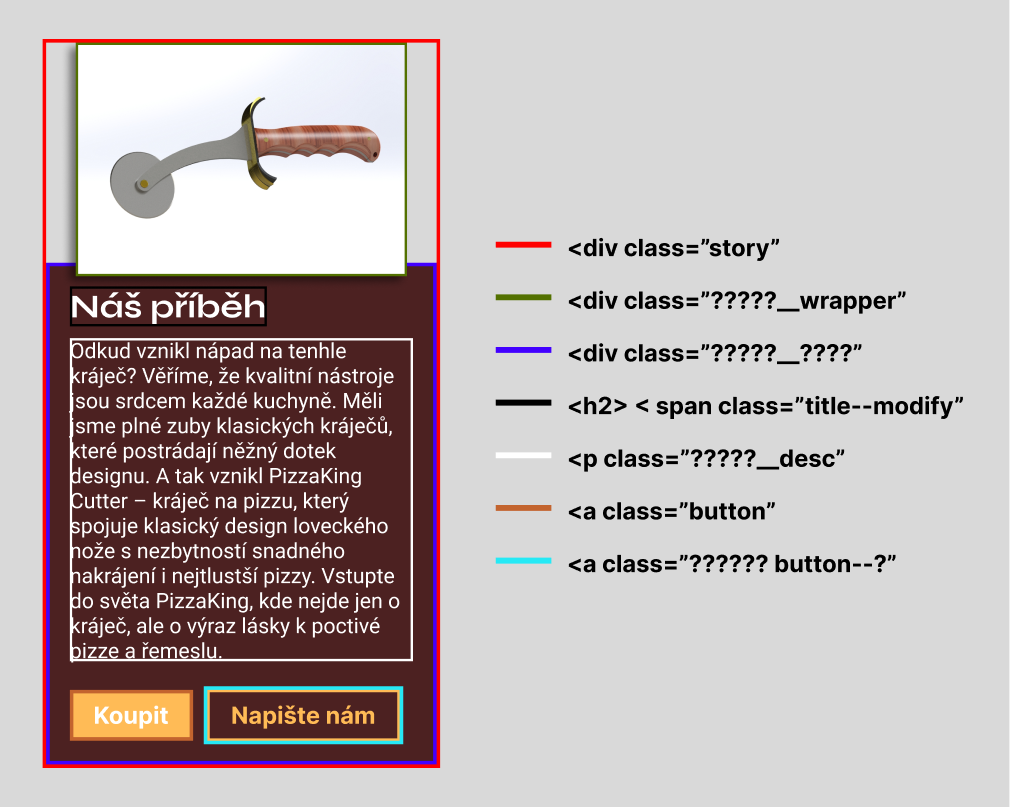 Náš příběh
Odkud vznikl nápad na tenhle
kráječ? Věříme, že kvalitní nástroje
jsou srdcem každé kuchyně. Měli
jsme plné zuby klasických kráječů,
které postrádají něžný dotek
designu. A tak vznikl PizzaKing
Cutter – kráječ na pizzu, který
spojuje klasický design loveckého
nože s nezbytností snadného
nakrájení i nejtlustší pizzy. Vstupte
do světa PizzaKing, kde nejde jen o
kráječ, ale o výraz lásky k poctivé
pizze a řemeslu.
Koupit
Napište nám
<div class=”story”
<div class=”?????__wrapper”
<div class=”?????__????”
<h2> < span class=”title--modify”
<p class=”?????__desc”
<a class=”button”
<a class=”?????? button--?”